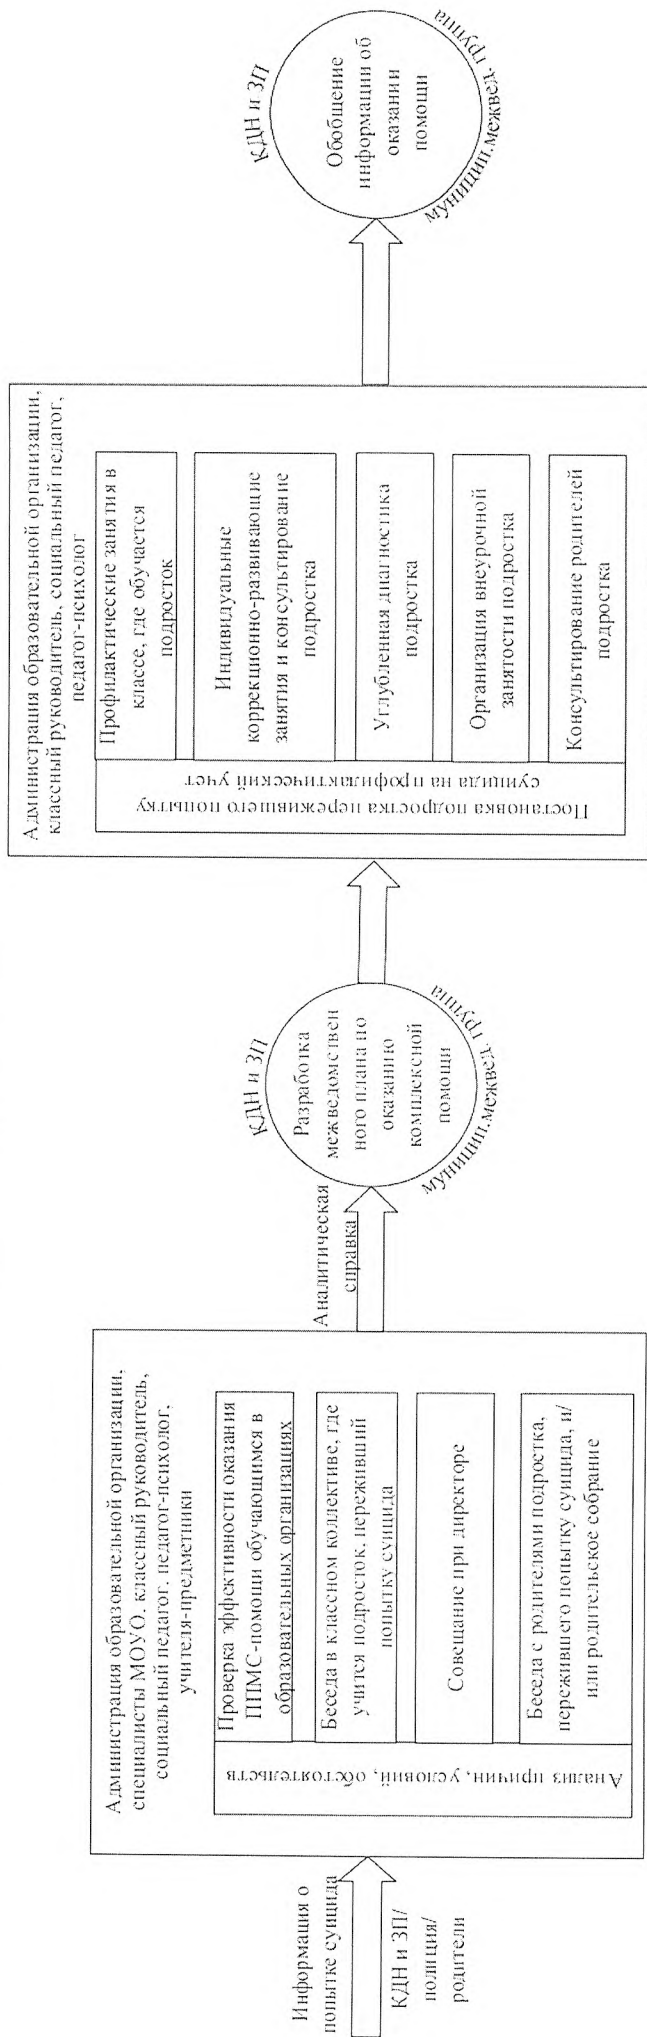 Информация о
попытке суицида
КДН и ЗП/
полиция/
родители
Администрация образовательной организации,
специалисты МОУО, классный руководитель,
социальный педагог, педагог-психолог,
учителя-предметники
Анализ причин, условий, обстоятельств
Проверка эффективности оказания
ППМС-помощи обучающимся в
образовательных организациях
Беседа в классном коллективе, где
учится подросток, переживший
попытку суицида
Совещание при директоре
Беседа с родителями подростка,
пережившего попытку суицида, и/
или родительское собрание
Аналитическая
справка
КДН и ЗП
Разработка
межведомствен
ного плана по
оказанию
комплексной
помощи
муницип.межвед. группа
Администрация образовательной организации,
классный руководитель, социальный педагог,
педагог-психолог
Постановка подростка пережившего попытку
суицида на профилактический учет
Профилактические занятия в
классе, где обучается
подросток
Индивидуальные
коррекционно-развивающие
занятия и консультирование
подростка
Углубленная диагностика
подростка
Организация внеурочной
занятости подростка
Консультирование родителей
подростка
КДН и ЗП
Обобщение
информации об
оказании
помощи
муницип.межвед. группа